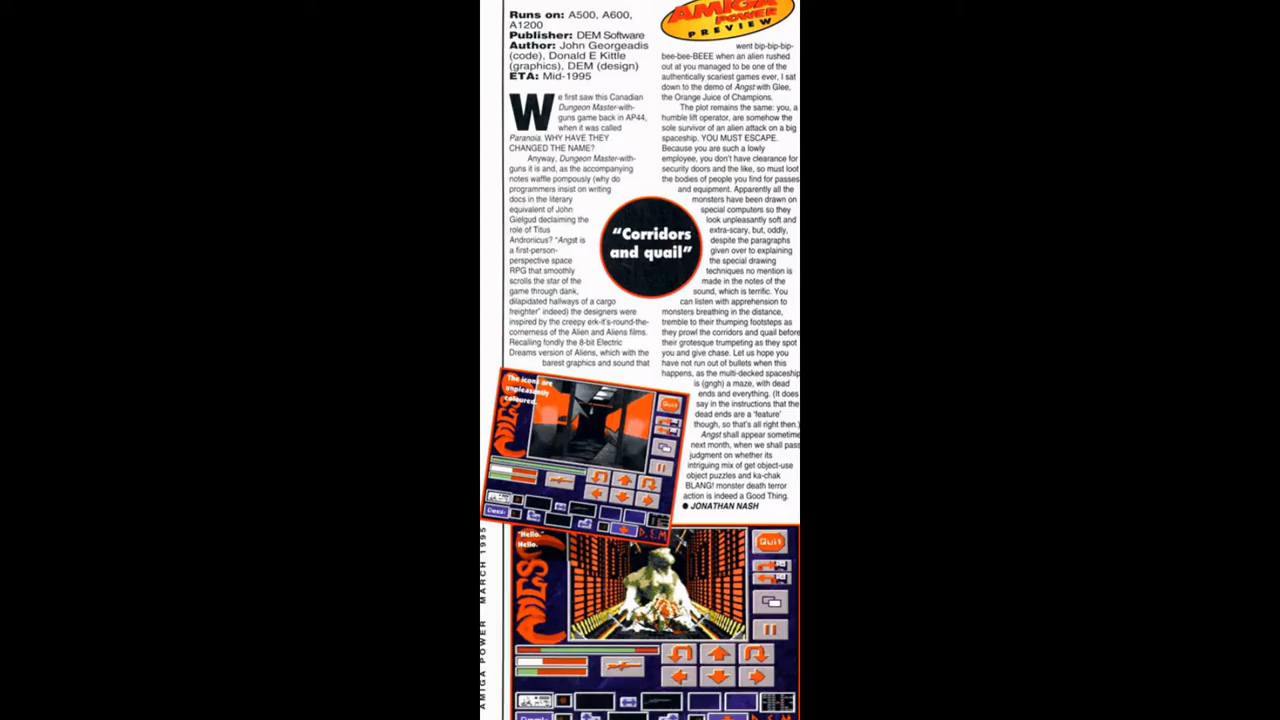 Runs on: A500, A600,
A1200
Publisher: DEM Software
Author: John Georgeadis
(code), Donald E Kittle
(graphics), DEM (design)
ETA: Mid-1995
We first saw this Canadian
Dungeon Master-with-
guns game back in AP44,
when it was called
Paranoia. WHY HAVE THEY
CHANGED THE NAME?
Anyway, Dungeon Master-with-
guns it is and, as the accompanying
notes waffle pompously (why do
programmers insist on writing
docs in the literary
equivalent of John
Gielgud declaiming the
role of Titus
Andronicus? "Angst is
a first-person-
perspective space
RPG that smoothly
scrolls the star of the
game through dank,
dilapidated hallways of a cargo
freighter" indeed) the designers were
inspired by the creepy erk-it's-round-the-
cornerness of the Alien and Aliens films.
Recalling fondly the 8-bit Electric
Dreams version of Aliens, which with the
barest graphics and sound that
AMIGA
POWER
PREVIEW
went bip-bip-bip-
bee-bee-BEEE when an alien rushed
out at you managed to be one of the
authentically scariest games ever, I sat
down to the demo of Angst with Glee,
the Orange Juice of Champions.
The plot remains the same: you, a
humble lift operator, are somehow the
sole survivor of an alien attack on a big
spaceship. YOU MUST ESCAPE.
Because you are such a lowly
employee, you don't have clearance for
security doors and the like, so must loot
the bodies of people you find for passes
and equipment. Apparently all the
monsters have been drawn on
special computers so they
look unpleasantly soft and
extra-scary, but, oddly,
despite the paragraphs
given over to explaining
the special drawing
techniques no mention is
made in the notes of the
sound, which is terrific. You
can listen with apprehension to
monsters breathing in the distance,
tremble to their thumping footsteps as
they prowl the corridors and quail before
their grotesque trumpeting as they spot
you and give chase. Let us hope you
have not run out of bullets when this
happens, as the multi-decked spaceship
is (gngh) a maze, with dead
ends and everything. (It does
say in the instructions that the
dead ends are a 'feature'
though, so that's all right then.)
Angst shall appear sometime
next month, when we shall pass
judgment on whether its
intriguing mix of get object-use
object puzzles and ka-chak
BLANG! monster death terror
action is indeed a Good Thing.
● JONATHAN NASH
"Corridors
and quail"
The icons are
unpleasantly
coloured.
ANGST
Quit
D.E.M
"Hello."
Hello.
ANGST
Quit
AMIGA POWER MARCH 1995